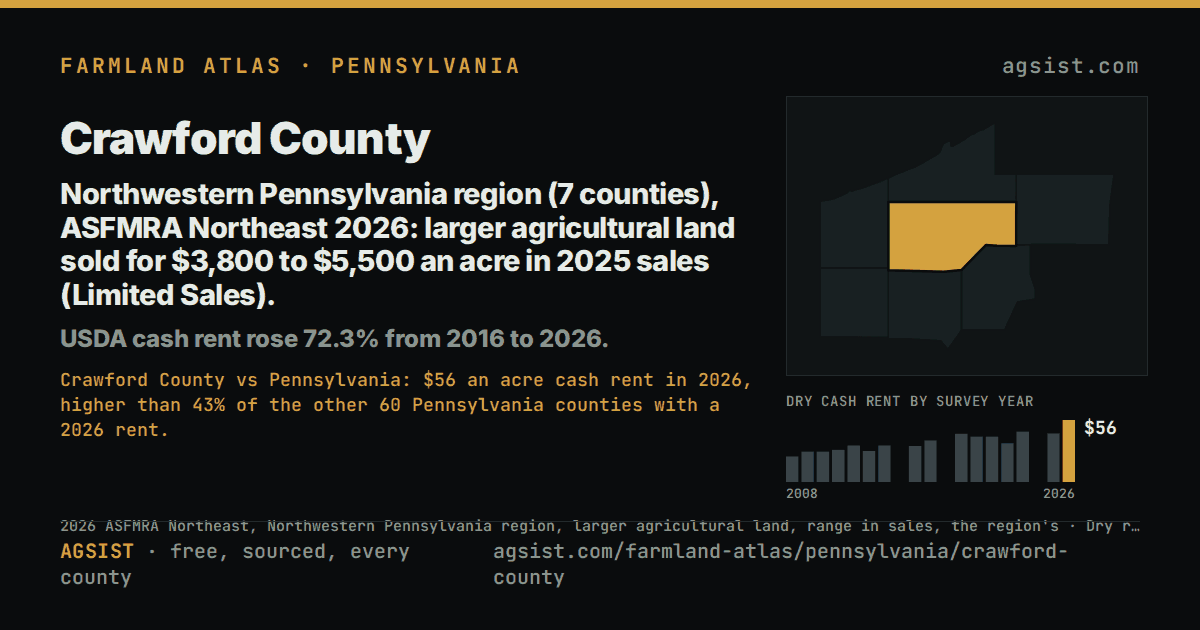 FARMLAND ATLAS · PENNSYLVANIA
agsist.com
Crawford County
Northwestern Pennsylvania region (7 counties),
ASFMRA Northeast 2026: larger agricultural land
sold for $3,800 to $5,500 an acre in 2025 sales
(Limited Sales).
USDA cash rent rose 72.3% from 2016 to 2026.
Crawford County vs Pennsylvania: $56 an acre cash rent in 2026,
higher than 43% of the other 60 Pennsylvania counties with a
2026 rent.
DRY CASH RENT BY SURVEY YEAR
$56
2008
2026
2026 ASFMRA Northeast, Northwestern Pennsylvania region, larger agricultural land, range in sales, the region's · Dry r…
AGSIST · free, sourced, every
county
agsist.com/farmland-atlas/pennsylvania/crawford-
county